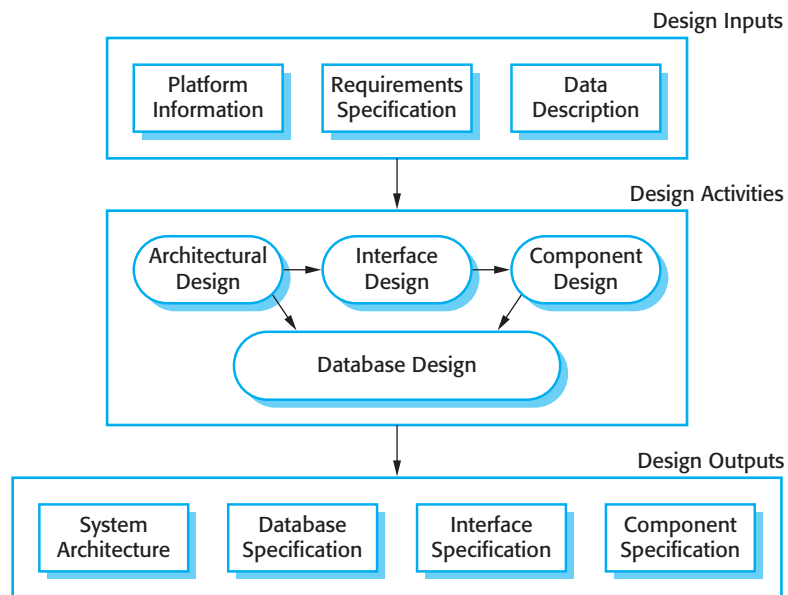 Design Inputs
Platform
Information
Requirements
Specification
Data
Description
Design Activities
Architectural
Design
Interface
Design
Component
Design
Database Design
Design Outputs
System
Architecture
Database
Specification
Interface
Specification
Component
Specification